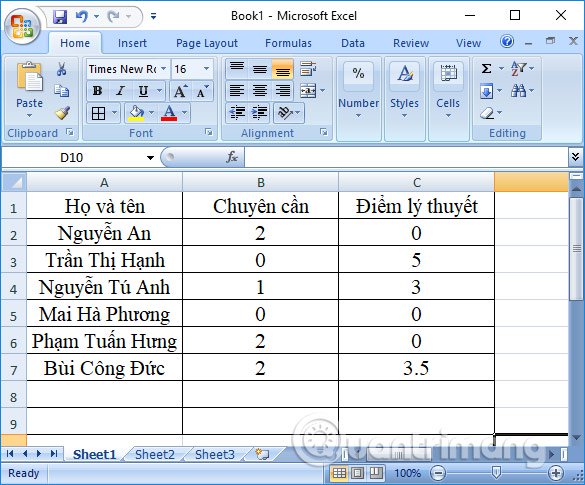 Book1 - Microsoft Excel
Home Insert Page Layout Formulas Data Review View
Paste
Times New Ro 16
B I U A A
Σ
A
Z
%
Number
A
Styles
Cells
Clipboard Font Alignment Editing
D10 fx
A B C
1 Họ và tên Chuyên cần Điểm lý thuyết
2 Nguyễn An 2 0
3 Trần Thị Hạnh 0 5
4 Nguyễn Tú Anh 1 3
5 Mai Hà Phương 0 0
6 Phạm Tuấn Hưng 2 0
7 Bùi Công Đức 2 3.5
8
9
Quantrimang
Sheet1 Sheet2 Sheet3
Ready 100%